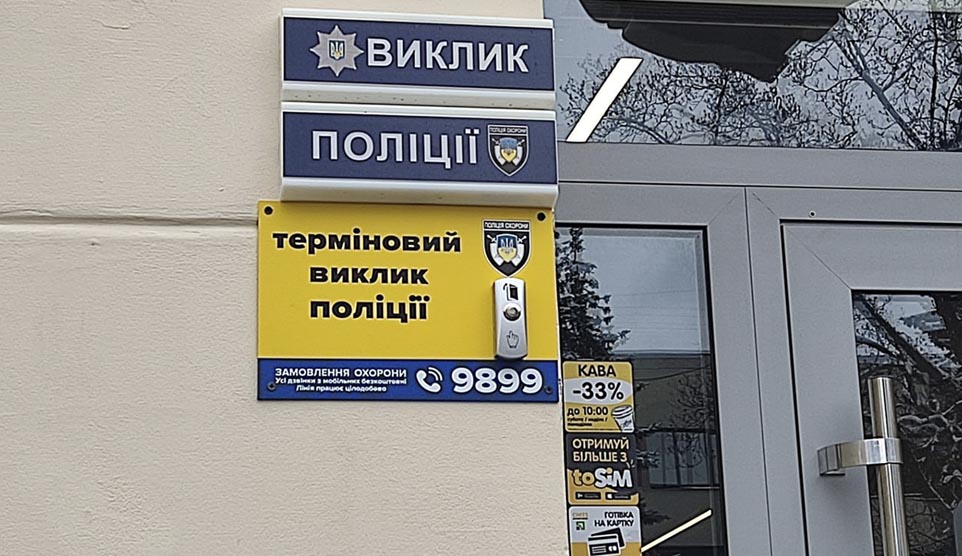 ВИКЛИК
ПОЛІЦІЇ
ПОЛІЦІЯ ОХОРОНИ
терміновий
виклик
поліції
ПОЛІЦІЯ ОХОРОНИ
ЗАМОВЛЕННЯ ОХОРОНИ
Усі дзвінки з мобільних безкоштовні
Лінія працює цілодобово
9899
КАВА
-33%
до 10:00
ОТРИМУЙ
БІЛЬШЕ З
toSiM
ГОТІВКА
НА КАРТКУ